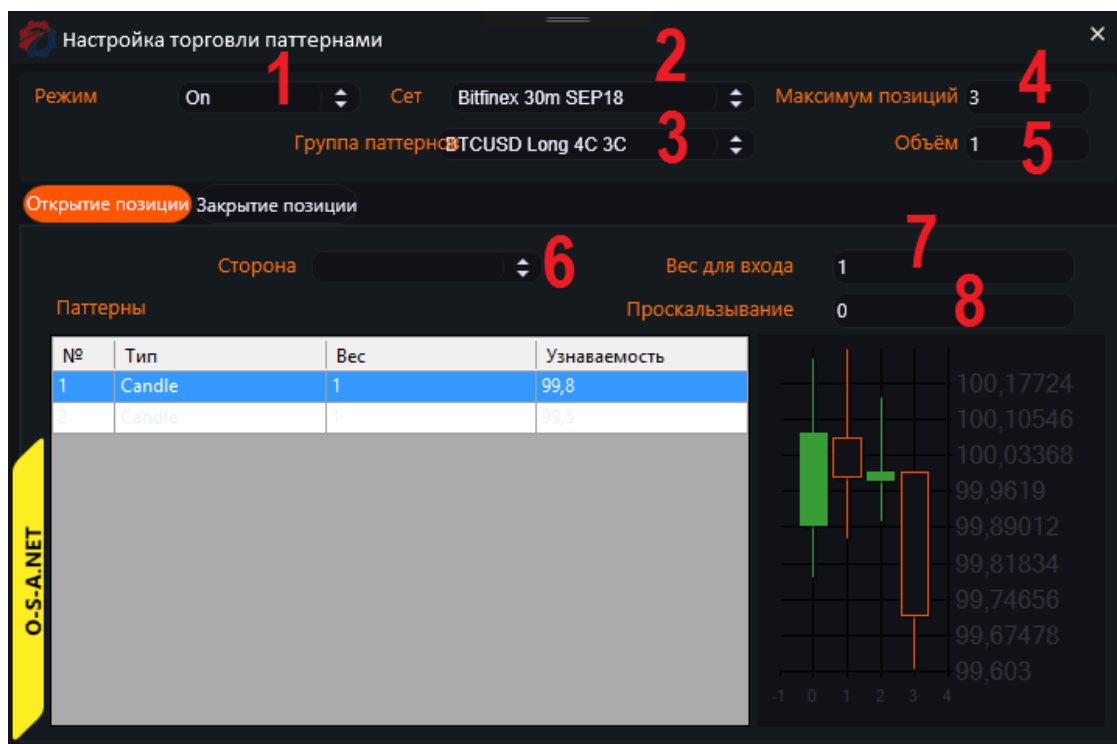 Настройка торговли паттернами ×
1 2 4
Режим On Сет Bitfinex 30m SEP18 Максимум позиций 3
3 5
Группа паттернов BTCUSD Long 4C 3C Объём 1
Открытие позиции Закрытие позиции
6 7
Сторона Вес для входа 1
8
Паттерны Проскальзывание 0
№ Тип Вес Узнаваемость
1 Candle 1 99,8
2 Candle 1 99,5
100,17724
100,10546
100,03368
99,9619
99,89012
99,81834
99,74656
99,67478
99,603
-1 0 1 2 3 4
O-S-A.NET